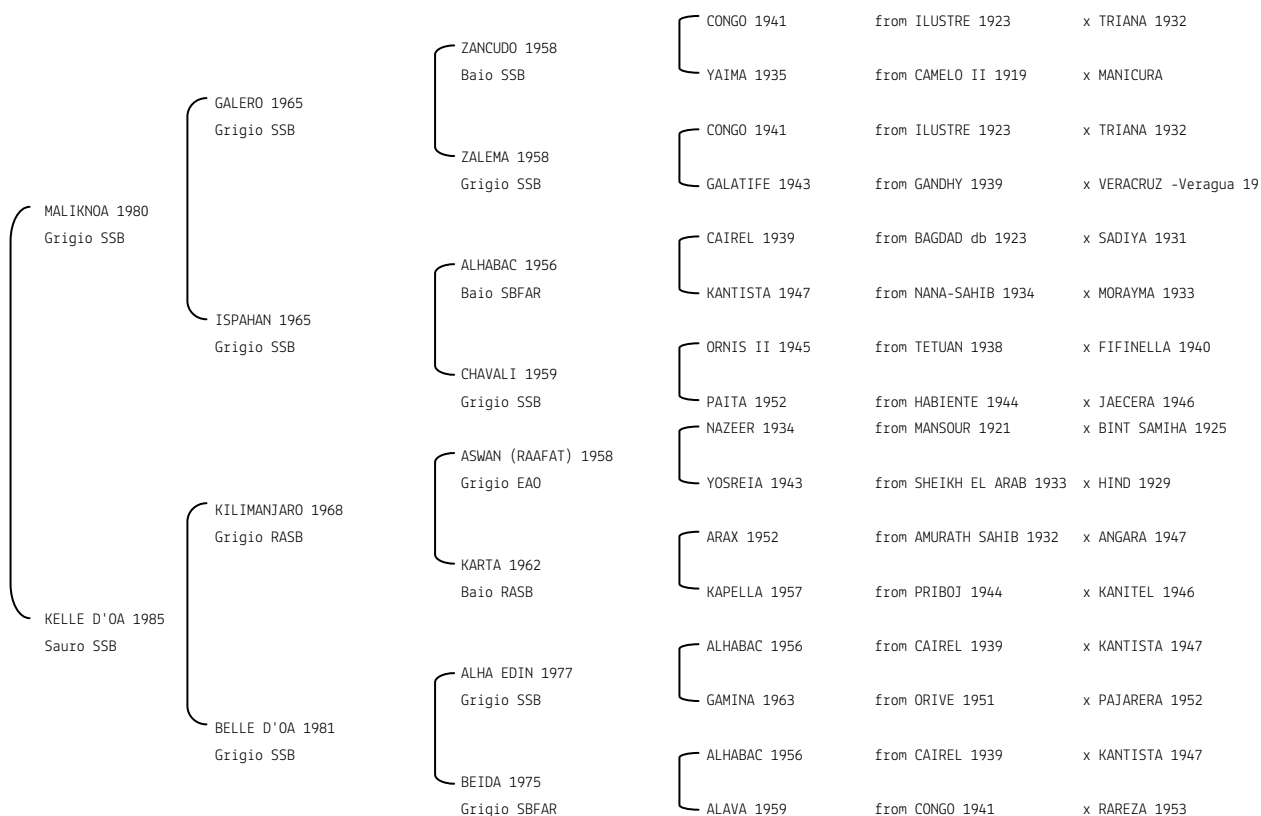 CONGO 1941 from ILUSTRE 1923 x TRIANA 1932
ZANCUDO 1958
Baio SSB YAIMA 1935 from CAMELO II 1919 x MANICURA
GALERO 1965
Grigio SSB CONGO 1941 from ILUSTRE 1923 x TRIANA 1932
ZALEMA 1958
Grigio SSB GALATIFE 1943 from GANDHY 1939 x VERACRUZ -Veragua 19
MALIKNOA 1980
Grigio SSB CAIREL 1939 from BAGDAD db 1923 x SADIYA 1931
ALHABAC 1956
Baio SBFAR KANTISTA 1947 from NANA-SAHIB 1934 x MORAYMA 1933
ISPAHAN 1965
Grigio SSB ORNIS II 1945 from TETUAN 1938 x FIFINELLA 1940
CHAVALI 1959
Grigio SSB PAITA 1952 from HABIENTE 1944 x JAECERA 1946
NAZEER 1934 from MANSOUR 1921 x BINT SAMIHA 1925
ASWAN (RAAFAT) 1958
Grigio EAO YOSREIA 1943 from SHEIKH EL ARAB 1933 x HIND 1929
KILIMANJARO 1968
Grigio RASB ARAX 1952 from AMURATH SAHIB 1932 x ANGARA 1947
KARTA 1962
Baio RASB KAPELLA 1957 from PRIBOJ 1944 x KANITEL 1946
KELLE D'OA 1985
Sauro SSB ALHABAC 1956 from CAIREL 1939 x KANTISTA 1947
ALHA EDIN 1977
Grigio SSB GAMINA 1963 from ORIVE 1951 x PAJARERA 1952
BELLE D'OA 1981
Grigio SSB ALHABAC 1956 from CAIREL 1939 x KANTISTA 1947
BEIDA 1975
Grigio SBFAR ALAVA 1959 from CONGO 1941 x RAREZA 1953